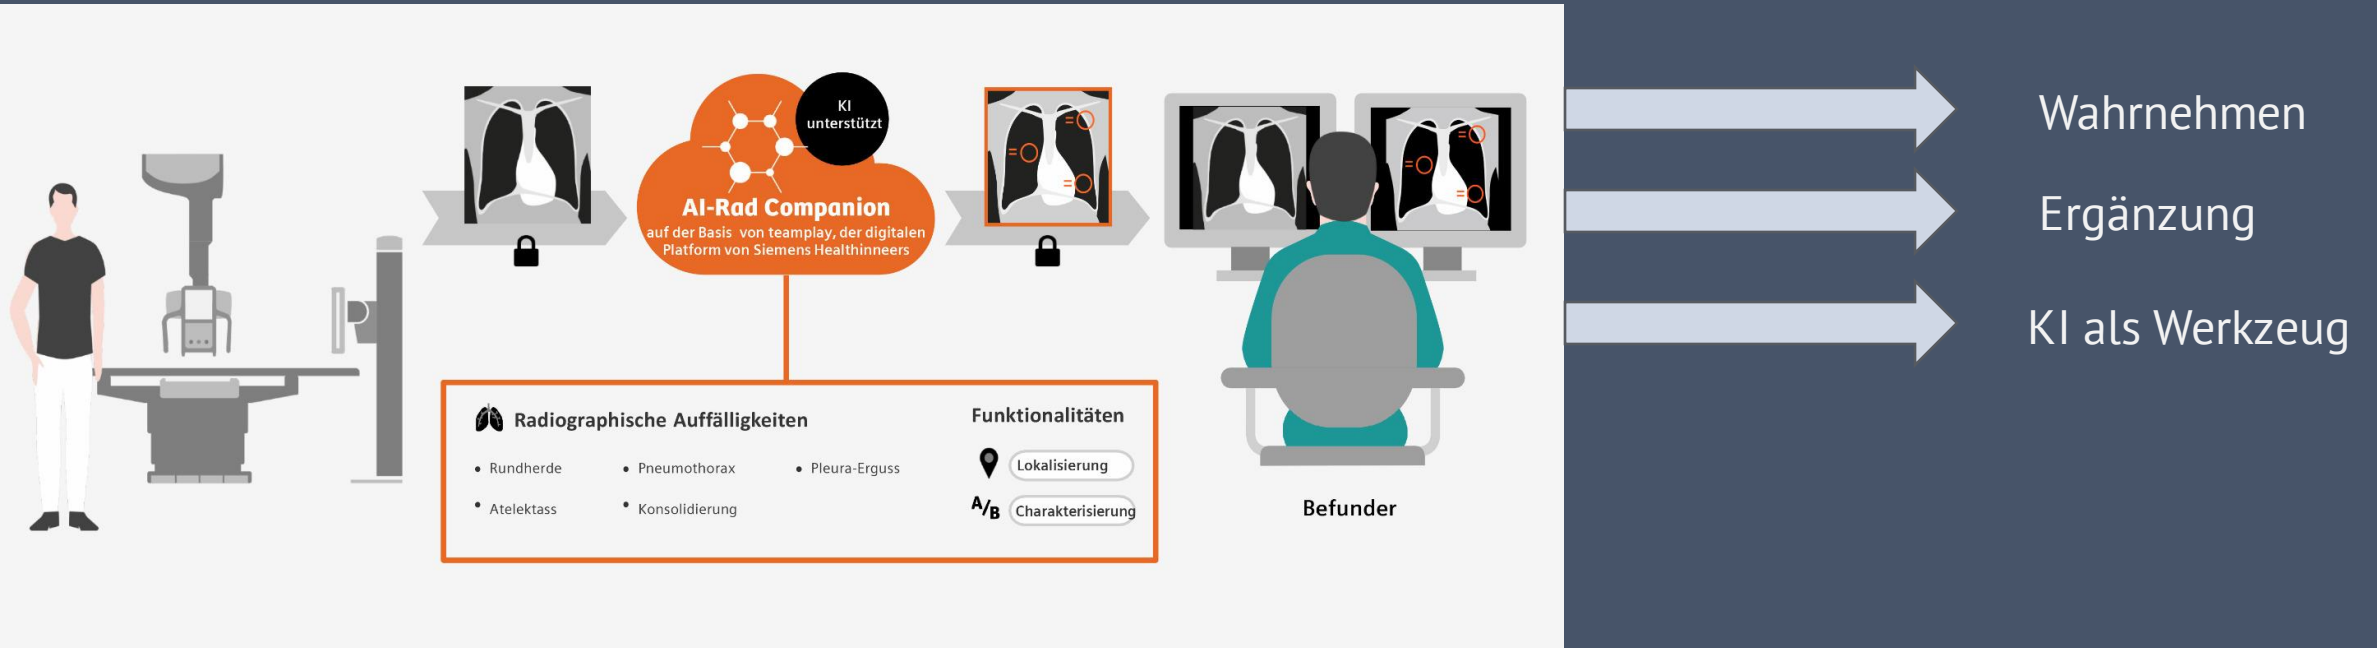 KI
unterstützt
AI-Rad Companion
auf der Basis von teamplay, der digitalen
Platform von Siemens Healthinneers
Radiographische Auffälligkeiten
Rundherde
Pneumothorax
Pleura-Erguss
Atelektass
Konsolidierung
Funktionalitäten
Lokalisierung
A/B Charakterisierung
Befunder
Wahrnehmen
Ergänzung
KI als Werkzeug